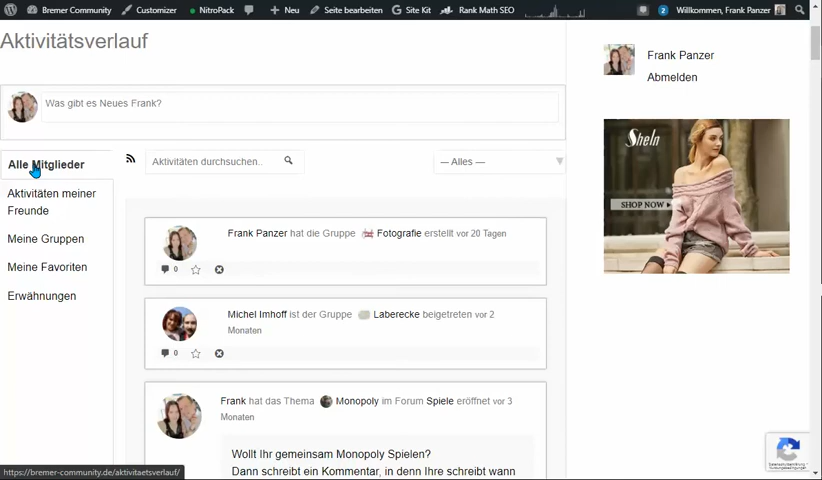 Bremer Community Customizer NitroPack Neu Seite bearbeiten Site Kit Rank Math SEO 2 Willkommen, Frank Panzer
Aktivitätsverlauf
Was gibt es Neues Frank?
Alle Mitglieder
Aktivitäten meiner
Freunde
Meine Gruppen
Meine Favoriten
Erwähnungen
Aktivitäten durchsuchen..
— Alles —
Frank Panzer hat die Gruppe Fotografie erstellt vor 20 Tagen
0
Michel Imhoff ist der Gruppe Laberecke beigetreten vor 2
Monaten
0
Frank hat das Thema Monopoly im Forum Spiele eröffnet vor 3
Monaten
Wollt Ihr gemeinsam Monopoly Spielen?
Dann schreibt ein Kommentar, in denn Ihre schreibt wann
Frank Panzer
Abmelden
SheIn
SHOP NOW
https://bremer-community.de/aktivitaetsverlauf/